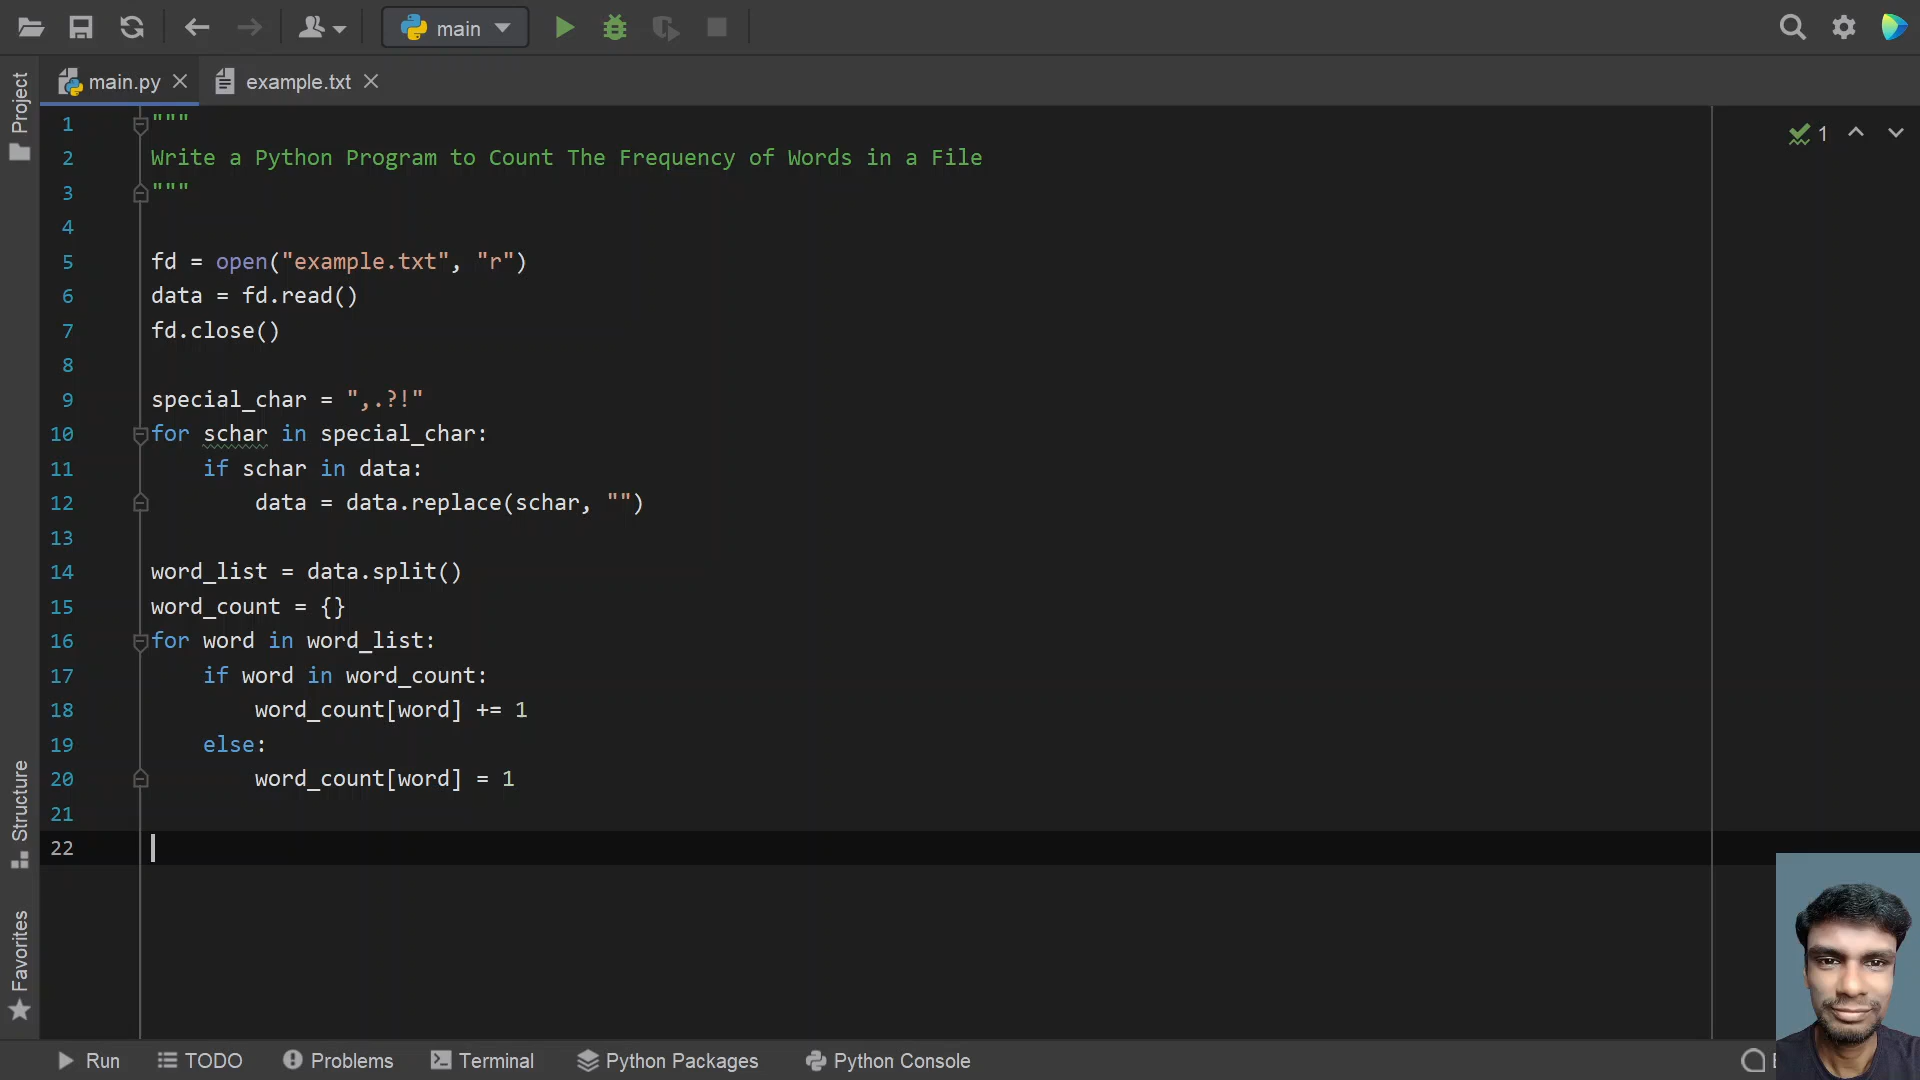 main
main.py
example.txt
Project
1 """
2 Write a Python Program to Count The Frequency of Words in a File
3 """
4
5 fd = open("example.txt", "r")
6 data = fd.read()
7 fd.close()
8
9 special_char = ",.?!"
10 for schar in special_char:
11     if schar in data:
12         data = data.replace(schar, "")
13
14 word_list = data.split()
15 word_count = {}
16 for word in word_list:
17     if word in word_count:
18         word_count[word] += 1
19     else:
20         word_count[word] = 1
21
22
1
Structure
Favorites
Run
TODO
Problems
Terminal
Python Packages
Python Console